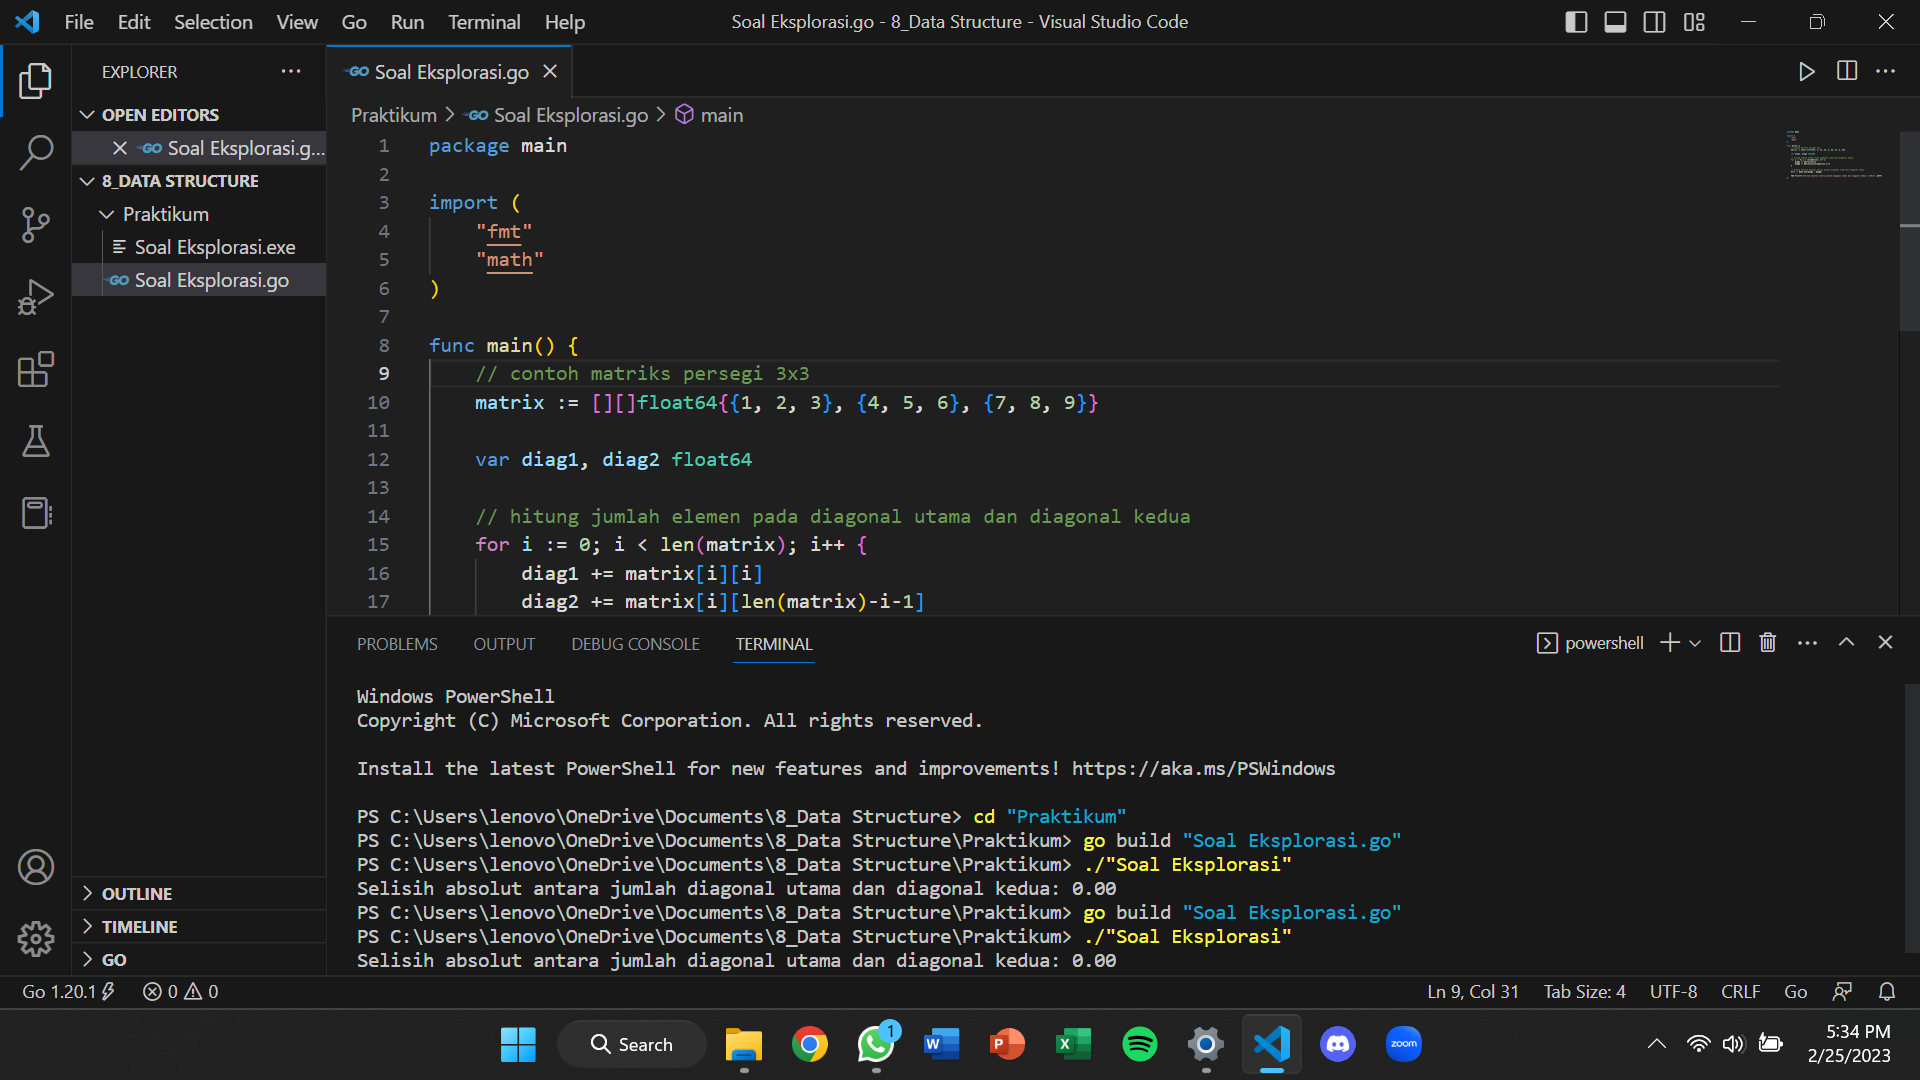 File Edit Selection View Go Run Terminal Help
Soal Eksplorasi.go - 8_Data Structure - Visual Studio Code
EXPLORER
OPEN EDITORS
Soal Eksplorasi.g...
8_DATA STRUCTURE
Praktikum
Soal Eksplorasi.exe
Soal Eksplorasi.go
OUTLINE
TIMELINE
GO
Soal Eksplorasi.go
Praktikum > Soal Eksplorasi.go > main
1 package main
2
3 import (
4 "fmt"
5 "math"
6 )
7
8 func main() {
9 // contoh matriks persegi 3x3
10 matrix := [][]float64{{1, 2, 3}, {4, 5, 6}, {7, 8, 9}}
11
12 var diag1, diag2 float64
13
14 // hitung jumlah elemen pada diagonal utama dan diagonal kedua
15 for i := 0; i < len(matrix); i++ {
16 diag1 += matrix[i][i]
17 diag2 += matrix[i][len(matrix)-i-1]
PROBLEMS OUTPUT DEBUG CONSOLE TERMINAL
powershell
Windows PowerShell
Copyright (C) Microsoft Corporation. All rights reserved.
Install the latest PowerShell for new features and improvements! https://aka.ms/PSWindows
PS C:\Users\lenovo\OneDrive\Documents\8_Data Structure> cd "Praktikum"
PS C:\Users\lenovo\OneDrive\Documents\8_Data Structure\Praktikum> go build "Soal Eksplorasi.go"
PS C:\Users\lenovo\OneDrive\Documents\8_Data Structure\Praktikum> ./"Soal Eksplorasi"
Selisih absolut antara jumlah diagonal utama dan diagonal kedua: 0.00
PS C:\Users\lenovo\OneDrive\Documents\8_Data Structure\Praktikum> go build "Soal Eksplorasi.go"
PS C:\Users\lenovo\OneDrive\Documents\8_Data Structure\Praktikum> ./"Soal Eksplorasi"
Selisih absolut antara jumlah diagonal utama dan diagonal kedua: 0.00
Go 1.20.1 0 0
Ln 9, Col 31 Tab Size: 4 UTF-8 CRLF Go
Search
1
W
P
X
zoom
5:34 PM
2/25/2023